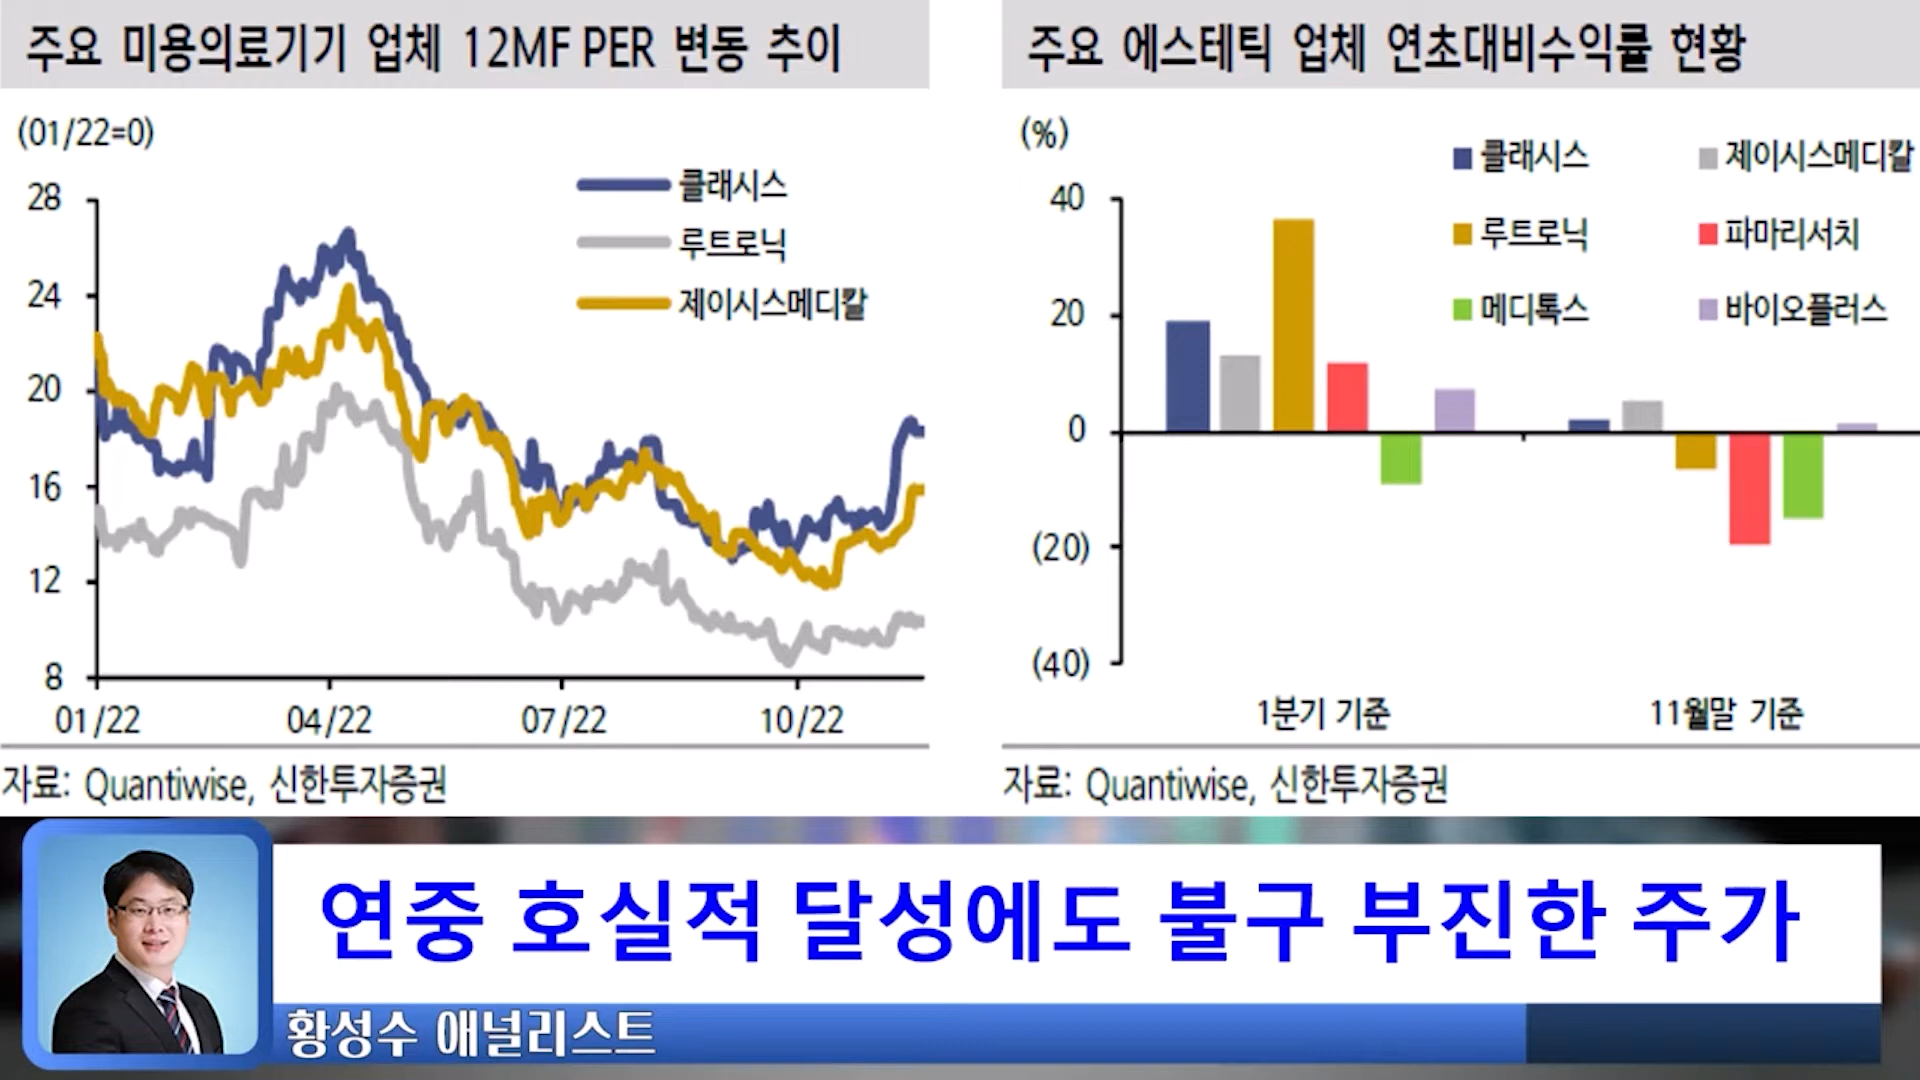 주요 미용의료기기 업체 12MF PER 변동 추이
(01/22=0)
클래시스
루트로닉
제이시스메디칼
28
24
20
16
12
8
01/22 04/22 07/22 10/22
자료: Quantiwise, 신한투자증권
주요 에스테틱 업체 연초대비수익률 현황
(%)
클래시스 제이시스메디칼
루트로닉 파마리서치
메디톡스 바이오플러스
40
20
0
(20)
(40)
1분기 기준 11월말 기준
자료: Quantiwise, 신한투자증권
연중 호실적 달성에도 불구 부진한 주가
황성수 애널리스트